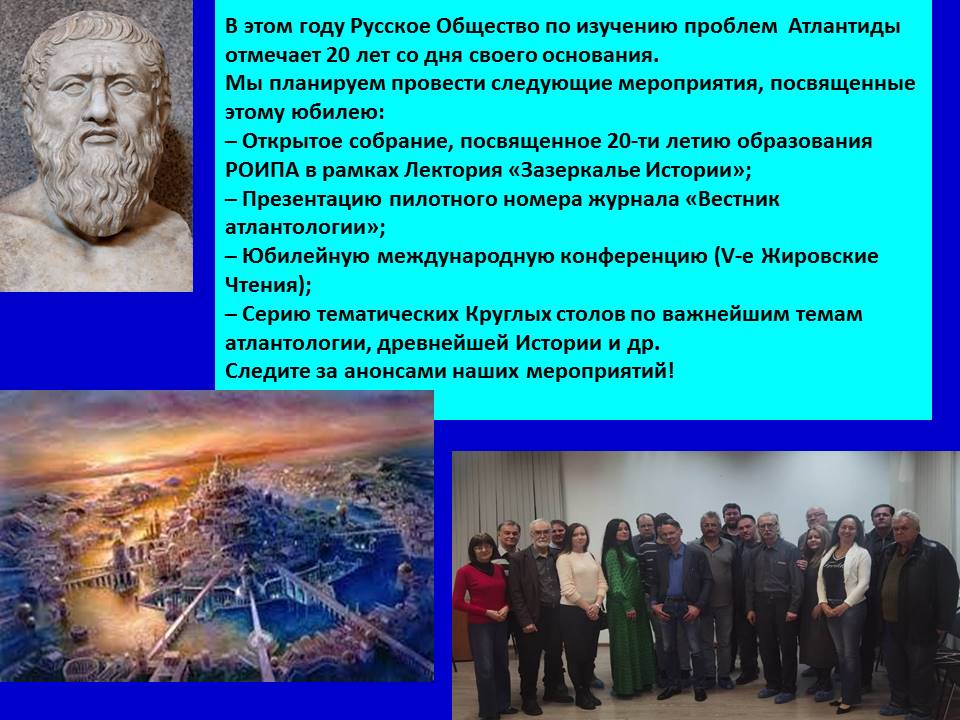 В этом году Русское Общество по изучению проблем Атлантиды
отмечает 20 лет со дня своего основания.
Мы планируем провести следующие мероприятия, посвященные
этому юбилею:
– Открытое собрание, посвященное 20-ти летию образования
РОИПА в рамках Лектория «Зазеркалье Истории»;
– Презентацию пилотного номера журнала «Вестник
атлантологии»;
– Юбилейную международную конференцию (V-е Жировские
Чтения);
– Серию тематических Круглых столов по важнейшим темам
атлантологии, древнейшей Истории и др.
Следите за анонсами наших мероприятий!